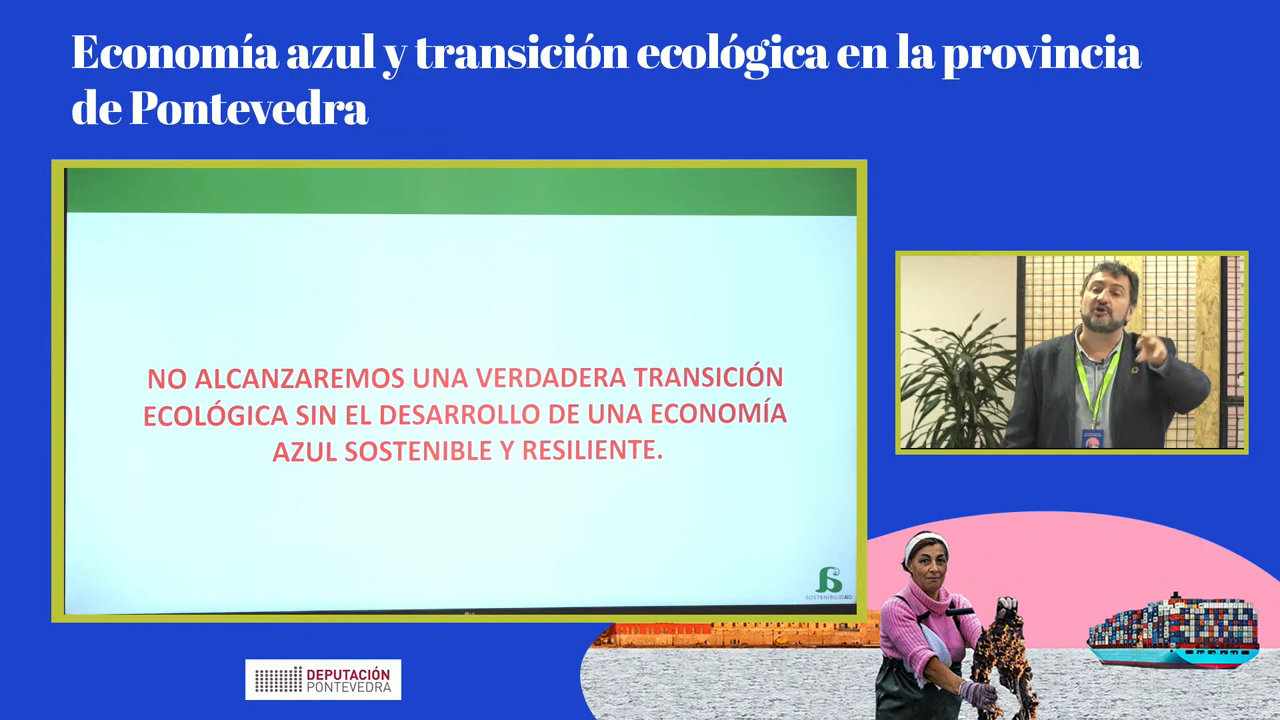 Economía azul y transición ecológica en la provincia
de Pontevedra
NO ALCANZAREMOS UNA VERDADERA TRANSICIÓN
ECOLÓGICA SIN EL DESARROLLO DE UNA ECONOMÍA
AZUL SOSTENIBLE Y RESILIENTE.
DEPUTACIÓN
PONTEVEDRA